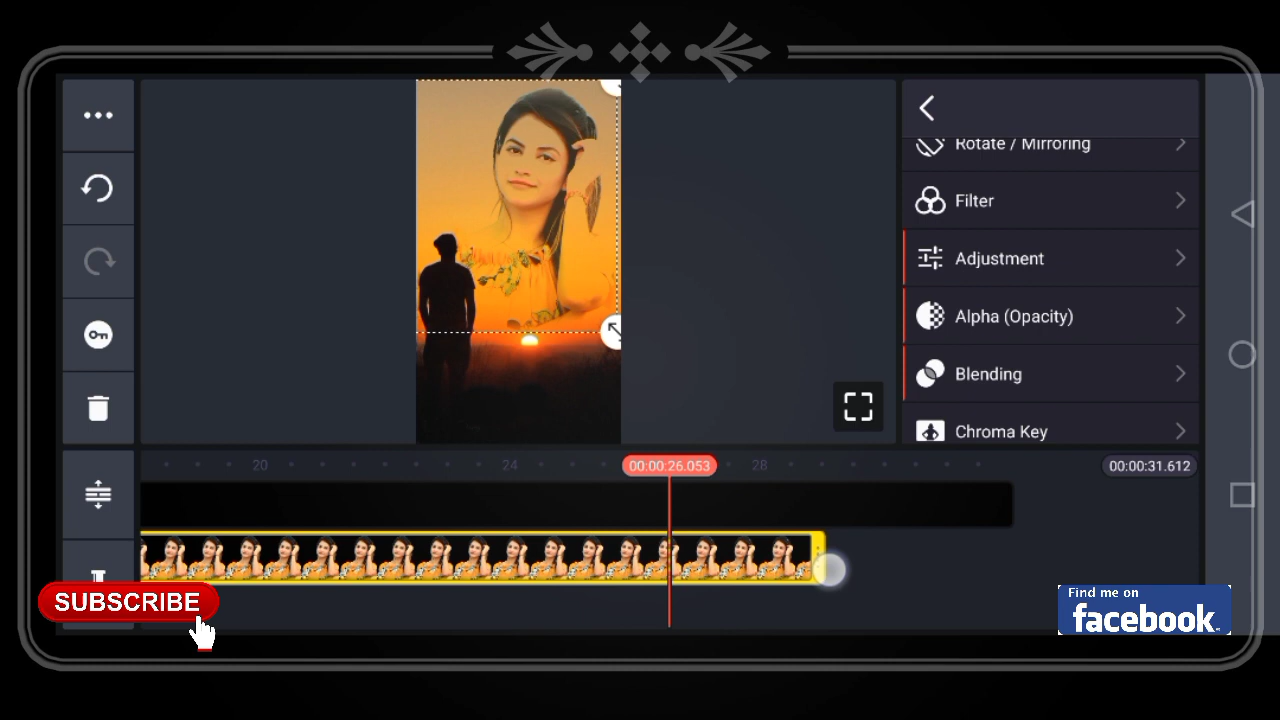 Rotate / Mirroring
Filter
Adjustment
Alpha (Opacity)
Blending
Chroma Key
20
24
00:00:26.053
28
00:00:31.612
SUBSCRIBE
Find me on
facebook